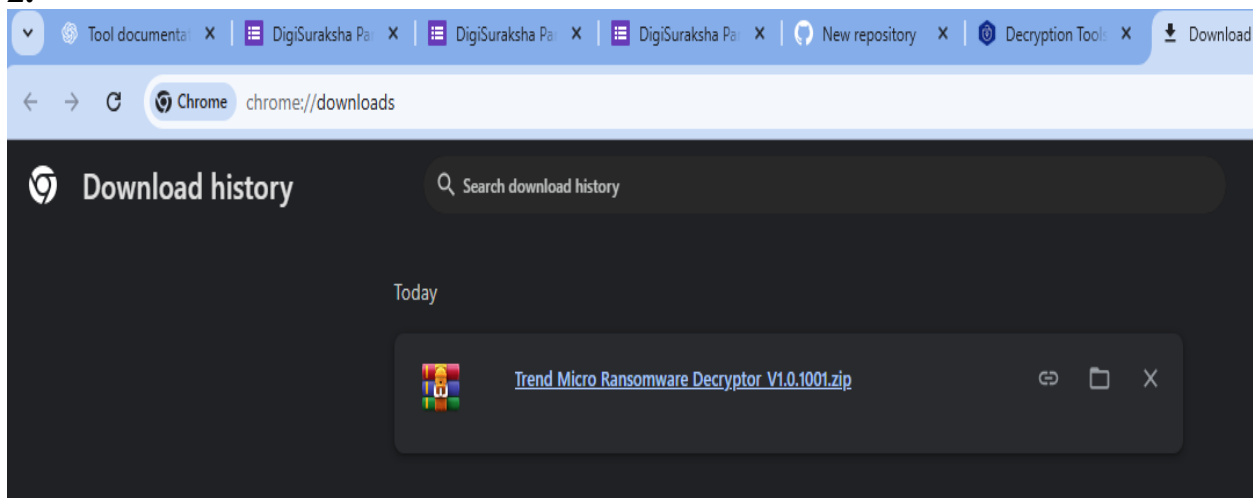 2.
Tool documentat
DigiSuraksha Pa
DigiSuraksha Pa
DigiSuraksha Pa
New repository
Decryption Tools
Download
Chrome
chrome://downloads
Download history
Search download history
Today
Trend Micro Ransomware Decryptor V1.0.1001.zip